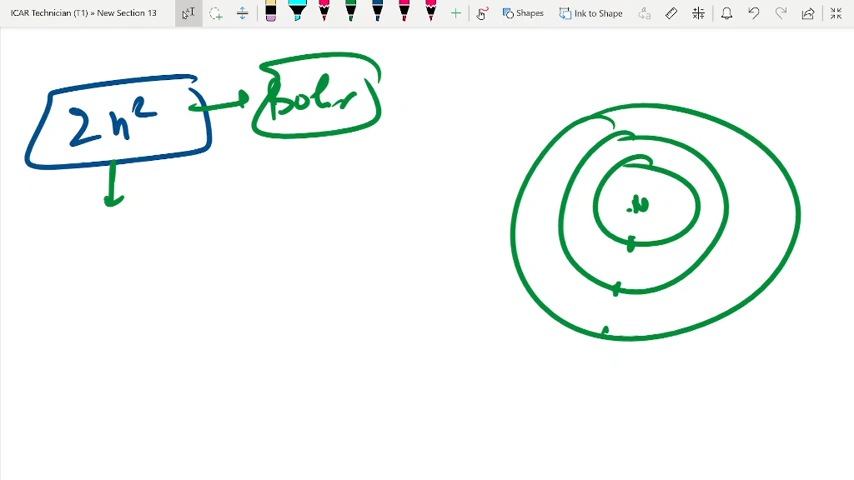 ICAR Technician (T1) » New Section 13
Shapes
Ink to Shape
2n²
Bohr
.N